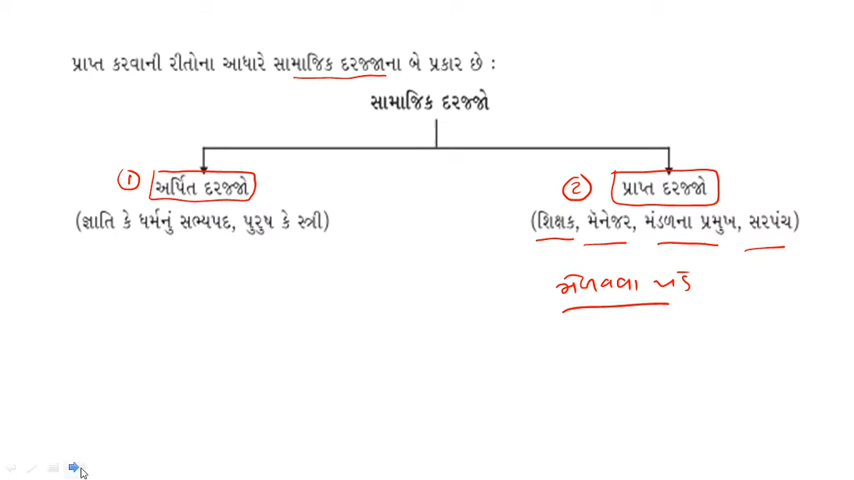 પ્રાપ્ત કરવાની રીતોના આધારે સામાજિક દરજ્જાના બે પ્રકાર છે :
સામાજિક દરજ્જો
① અર્પિત દરજ્જો
② પ્રાપ્ત દરજ્જો
(જ્ઞાતિ કે ધર્મનું સભ્યપદ, પુરુષ કે સ્ત્રી)
(શિક્ષક, મૅનેજર, મંડળના પ્રમુખ, સરપંચ)
મેળવવા પડે